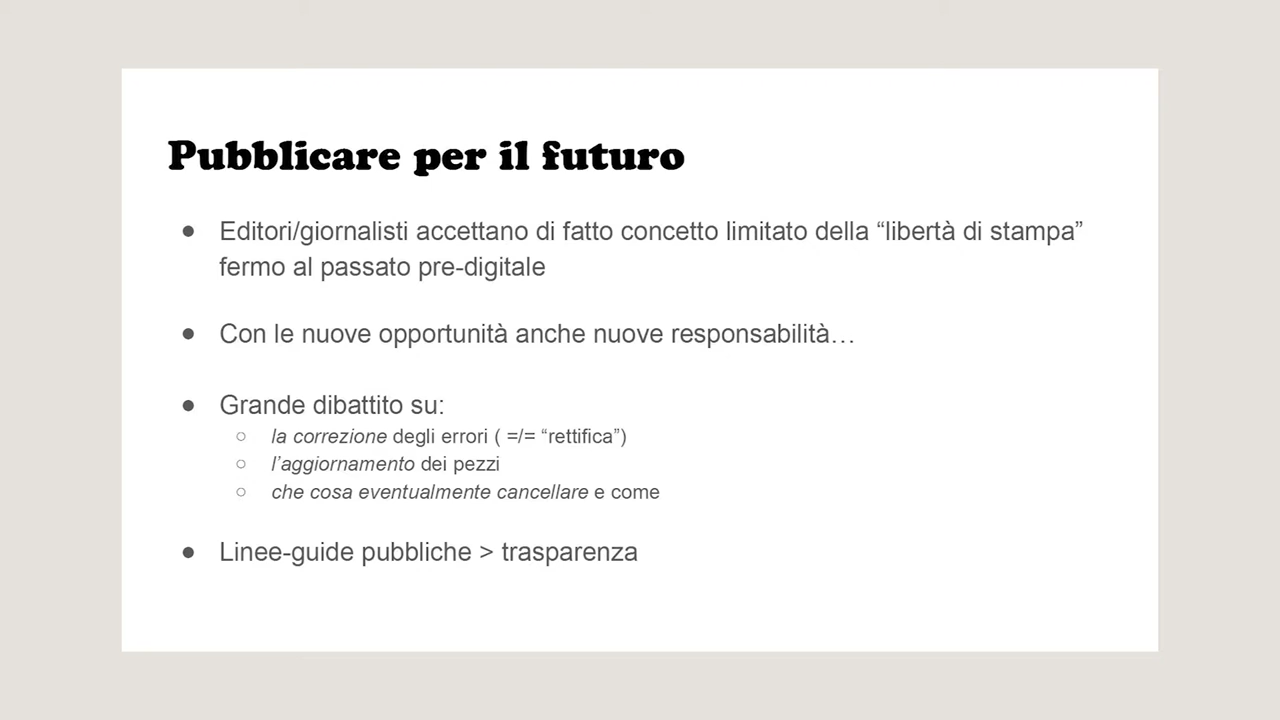 Pubblicare per il futuro
● Editori/giornalisti accettano di fatto concetto limitato della “libertà di stampa”
fermo al passato pre-digitale
● Con le nuove opportunità anche nuove responsabilità…
● Grande dibattito su:
○ la correzione degli errori ( =/= “rettifica”)
○ l’aggiornamento dei pezzi
○ che cosa eventualmente cancellare e come
● Linee-guide pubbliche > trasparenza